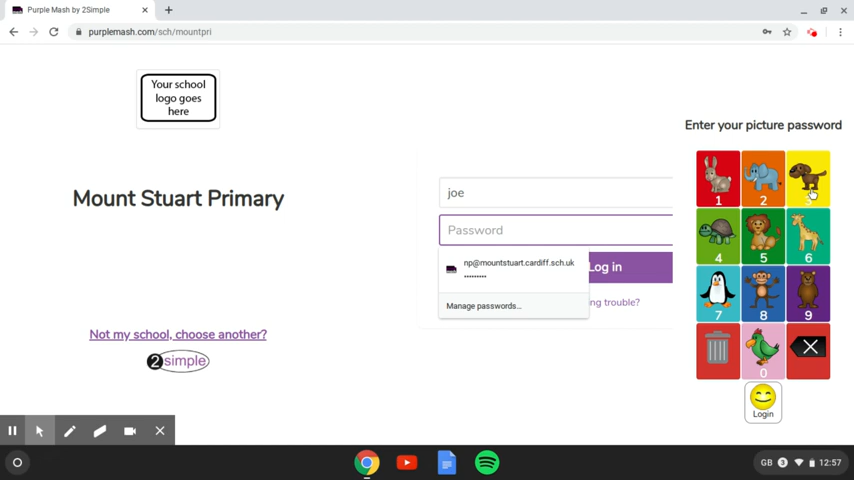 Purple Mash by 2Simple
purplemash.com/sch/mountpri
Your school
logo goes
here
Mount Stuart Primary
Not my school, choose another?
2simple
joe
Password
np@mountstuart.cardiff.sch.uk
•••••••••
Manage passwords...
Log in
ng trouble?
Enter your picture password
1 2 3
4 5 6
7 8 9
0
Login
GB 3 12:57